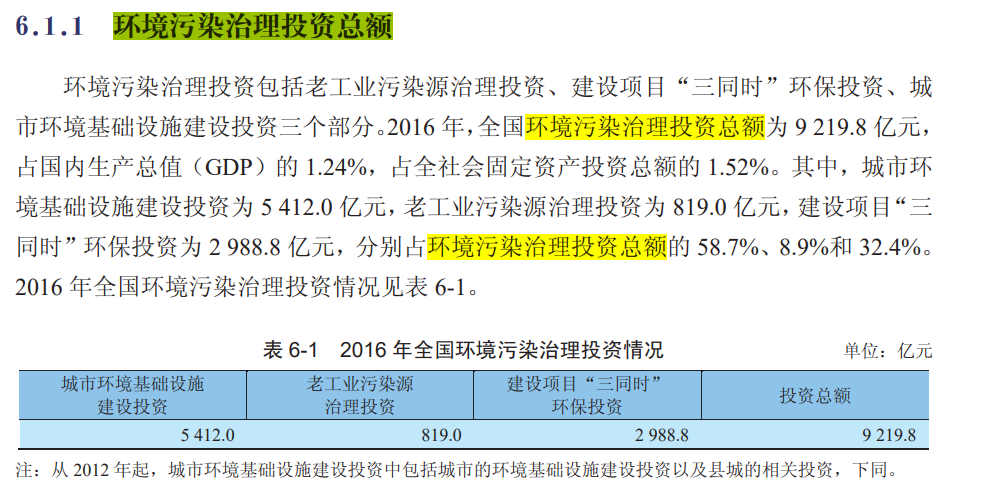 6.1.1 环境污染治理投资总额
环境污染治理投资包括老工业污染源治理投资、建设项目“三同时”环保投资、城
市环境基础设施建设投资三个部分。2016 年,全国环境污染治理投资总额为 9 219.8 亿元,
占国内生产总值（GDP）的 1.24%，占全社会固定资产投资总额的 1.52%。其中，城市环
境基础设施建设投资为 5 412.0 亿元,老工业污染源治理投资为 819.0 亿元,建设项目“三
同时”环保投资为 2 988.8 亿元，分别占环境污染治理投资总额的 58.7%、8.9%和 32.4%。
2016 年全国环境污染治理投资情况见表 6-1。
表 6-1 2016 年全国环境污染治理投资情况 单位：亿元
城市环境基础设施 老工业污染源 建设项目“三同时” 投资总额
建设投资 治理投资 环保投资
5 412.0 819.0 2 988.8 9 219.8
注：从 2012 年起，城市环境基础设施建设投资中包括城市的环境基础设施建设投资以及县城的相关投资，下同。